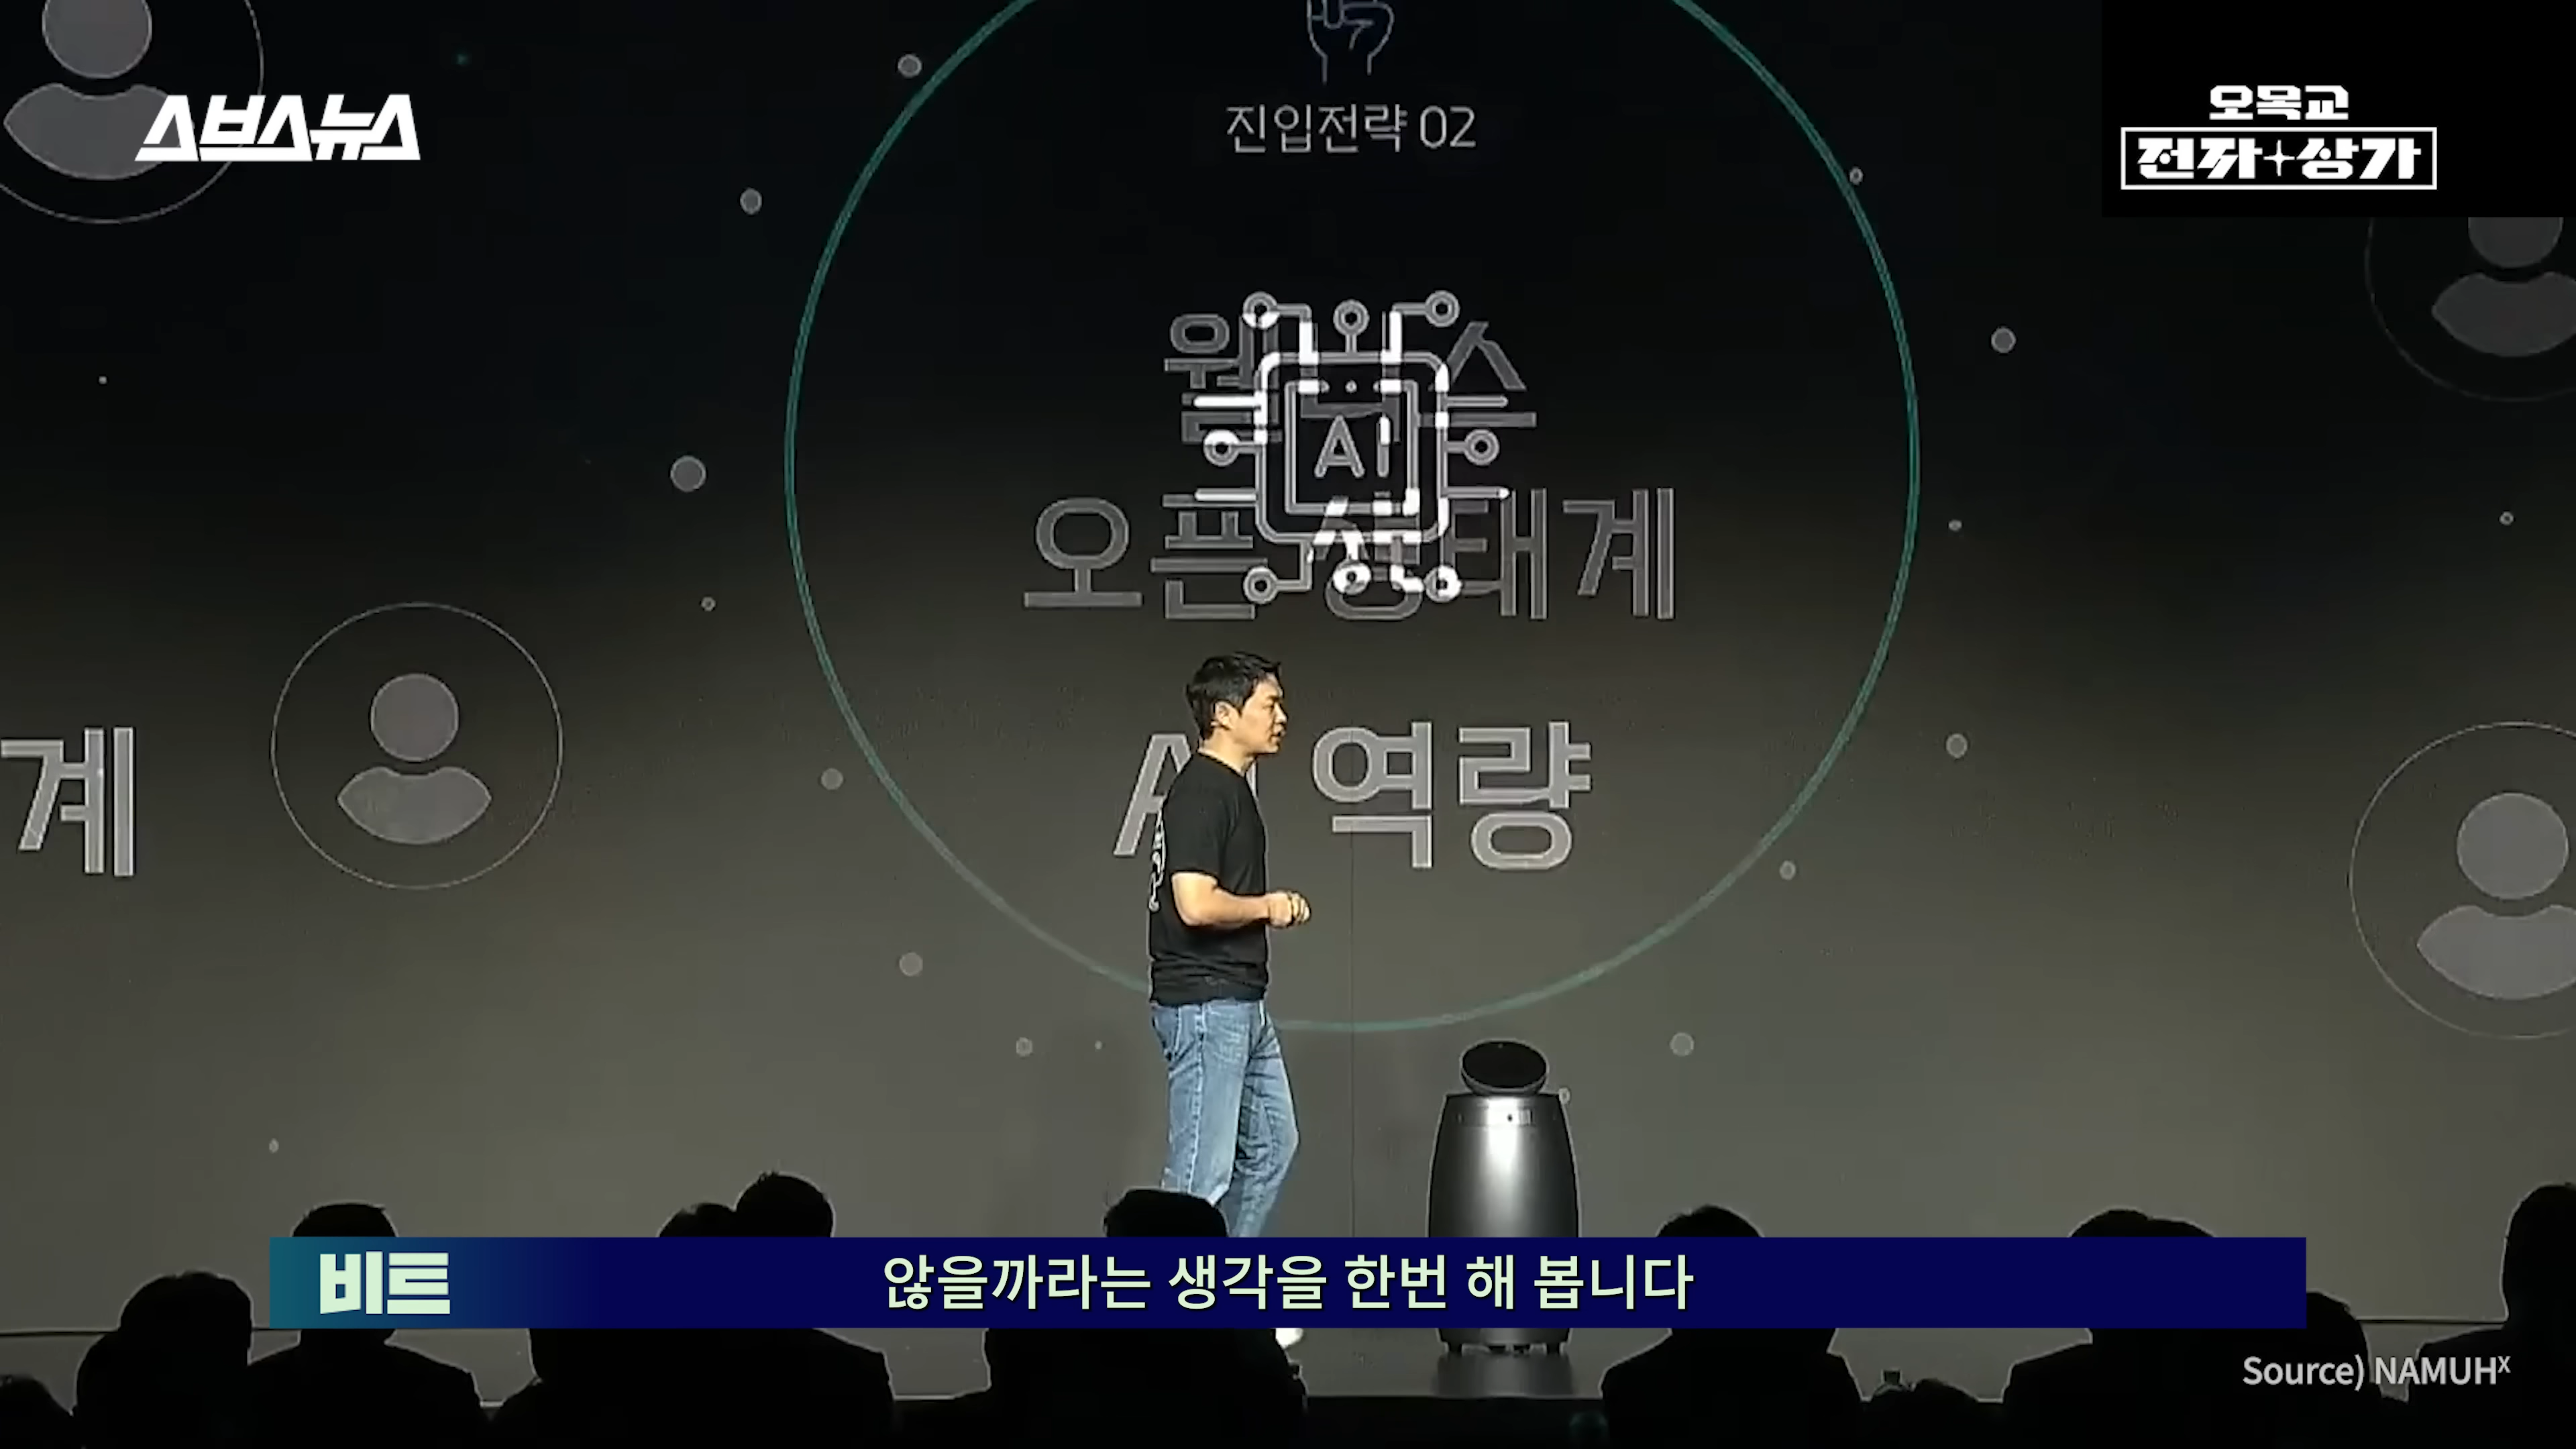 스브스뉴스
오목교
전자상가
진입전략 02
AI
오픈 생태계
계
AI 역량
비트
않을까라는 생각을 한번 해 봅니다
Source) NAMUHX